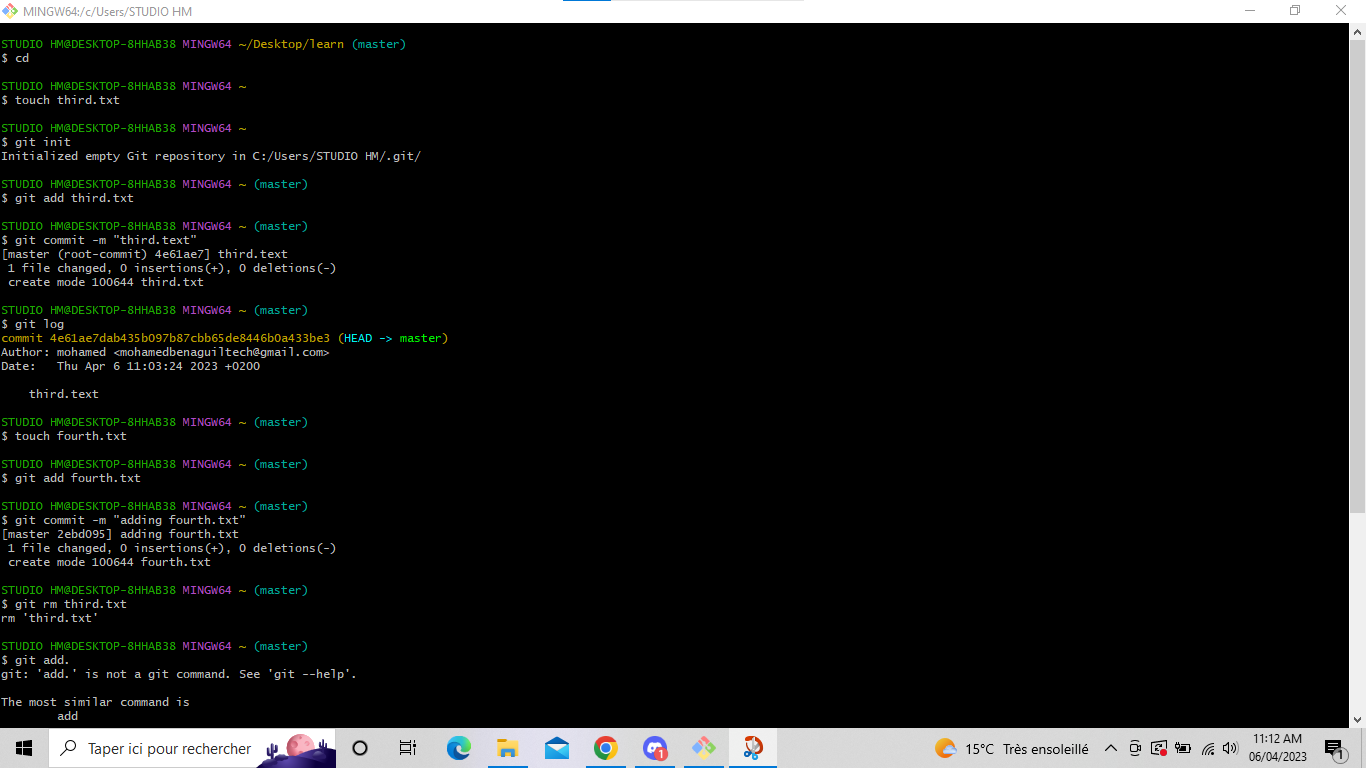 MINGW64:/c/Users/STUDIO HM
STUDIO HM@DESKTOP-8HHAB38 MINGW64 ~/Desktop/learn (master)
$ cd
STUDIO HM@DESKTOP-8HHAB38 MINGW64 ~
$ touch third.txt
STUDIO HM@DESKTOP-8HHAB38 MINGW64 ~
$ git init
Initialized empty Git repository in C:/Users/STUDIO HM/.git/
STUDIO HM@DESKTOP-8HHAB38 MINGW64 ~ (master)
$ git add third.txt
STUDIO HM@DESKTOP-8HHAB38 MINGW64 ~ (master)
$ git commit -m "third.text"
[master (root-commit) 4e61ae7] third.text
 1 file changed, 0 insertions(+), 0 deletions(-)
 create mode 100644 third.txt
STUDIO HM@DESKTOP-8HHAB38 MINGW64 ~ (master)
$ git log
commit 4e61ae7dab435b097b87cbb65de8446b0a433be3 (HEAD -> master)
Author: mohamed <mohamedbenaguiltech@gmail.com>
Date:   Thu Apr 6 11:03:24 2023 +0200
    third.text
STUDIO HM@DESKTOP-8HHAB38 MINGW64 ~ (master)
$ touch fourth.txt
STUDIO HM@DESKTOP-8HHAB38 MINGW64 ~ (master)
$ git add fourth.txt
STUDIO HM@DESKTOP-8HHAB38 MINGW64 ~ (master)
$ git commit -m "adding fourth.txt"
[master 2ebd095] adding fourth.txt
 1 file changed, 0 insertions(+), 0 deletions(-)
 create mode 100644 fourth.txt
STUDIO HM@DESKTOP-8HHAB38 MINGW64 ~ (master)
$ git rm third.txt
rm 'third.txt'
STUDIO HM@DESKTOP-8HHAB38 MINGW64 ~ (master)
$ git add.
git: 'add.' is not a git command. See 'git --help'.
The most similar command is
        add
Taper ici pour rechercher
1
15°C Très ensoleillé
11:12 AM
06/04/2023
1